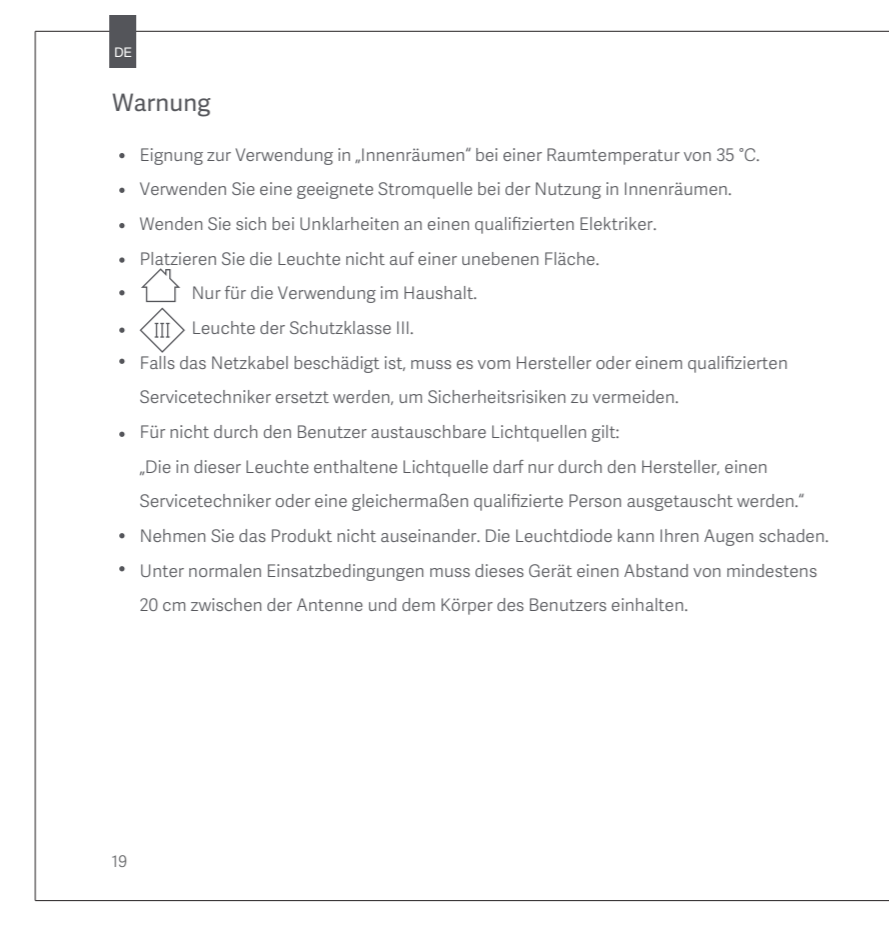 DE
Warnung
• Eignung zur Verwendung in „Innenräumen“ bei einer Raumtemperatur von 35 °C.
• Verwenden Sie eine geeignete Stromquelle bei der Nutzung in Innenräumen.
• Wenden Sie sich bei Unklarheiten an einen qualifizierten Elektriker.
• Platzieren Sie die Leuchte nicht auf einer unebenen Fläche.
• Nur für die Verwendung im Haushalt.
• III Leuchte der Schutzklasse III.
• Falls das Netzkabel beschädigt ist, muss es vom Hersteller oder einem qualifizierten
Servicetechniker ersetzt werden, um Sicherheitsrisiken zu vermeiden.
• Für nicht durch den Benutzer austauschbare Lichtquellen gilt:
„Die in dieser Leuchte enthaltene Lichtquelle darf nur durch den Hersteller, einen
Servicetechniker oder eine gleichermaßen qualifizierte Person ausgetauscht werden.“
• Nehmen Sie das Produkt nicht auseinander. Die Leuchtdiode kann Ihren Augen schaden.
• Unter normalen Einsatzbedingungen muss dieses Gerät einen Abstand von mindestens
20 cm zwischen der Antenne und dem Körper des Benutzers einhalten.
19